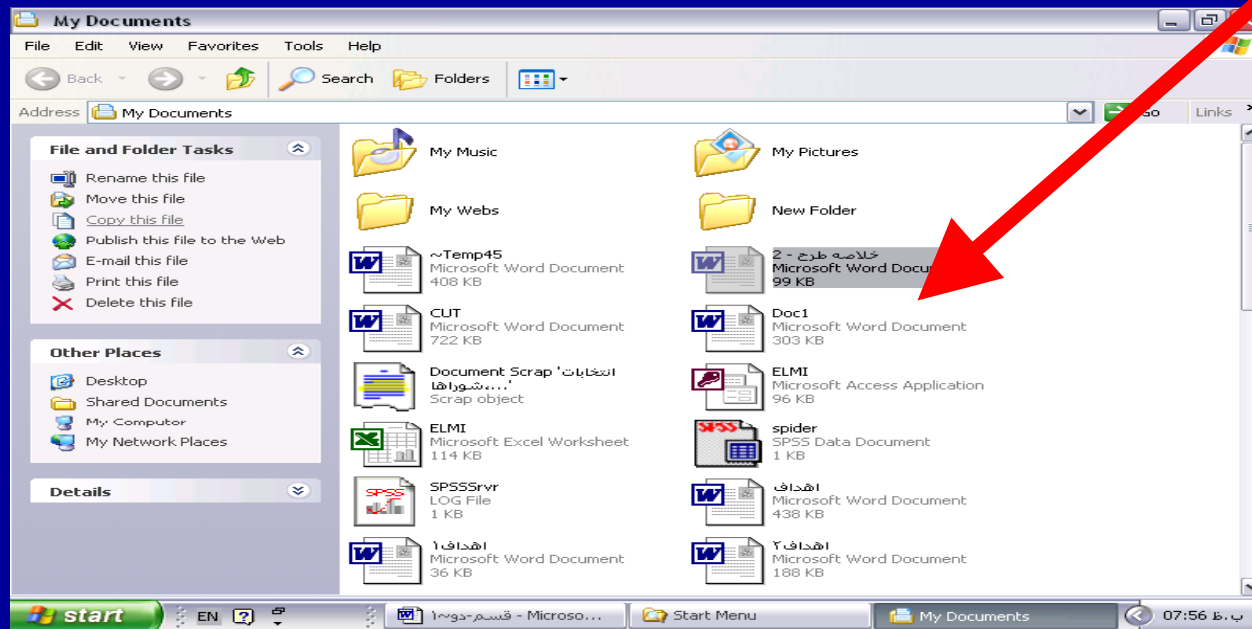 My Documents
File Edit View Favorites Tools Help
Back Search Folders
Address My Documents Links
File and Folder Tasks
Rename this file
Move this file
Copy this file
Publish this file to the Web
E-mail this file
Print this file
Delete this file
Other Places
Desktop
Shared Documents
My Computer
My Network Places
Details
My Music
My Pictures
My Webs
New Folder
~Temp45
Microsoft Word Document
408 KB
خلاصه طرح - 2
Microsoft Word
99 KB
CUT
Microsoft Word Document
722 KB
Doc1
Microsoft Word Document
303 KB
Document Scrap 'انتخابات
شوراها،...'
Scrap object
ELMI
Microsoft Access Application
96 KB
ELMI
Microsoft Excel Worksheet
114 KB
spider
SPSS Data Document
1 KB
SPSSSrvr
LOG File
1 KB
اهداف
Microsoft Word Document
438 KB
اهداف۱
Microsoft Word Document
36 KB
اهداف۲
Microsoft Word Document
188 KB
start EN قسم-دو~۱ - Microso... Start Menu My Documents 07:56 ب.ظ